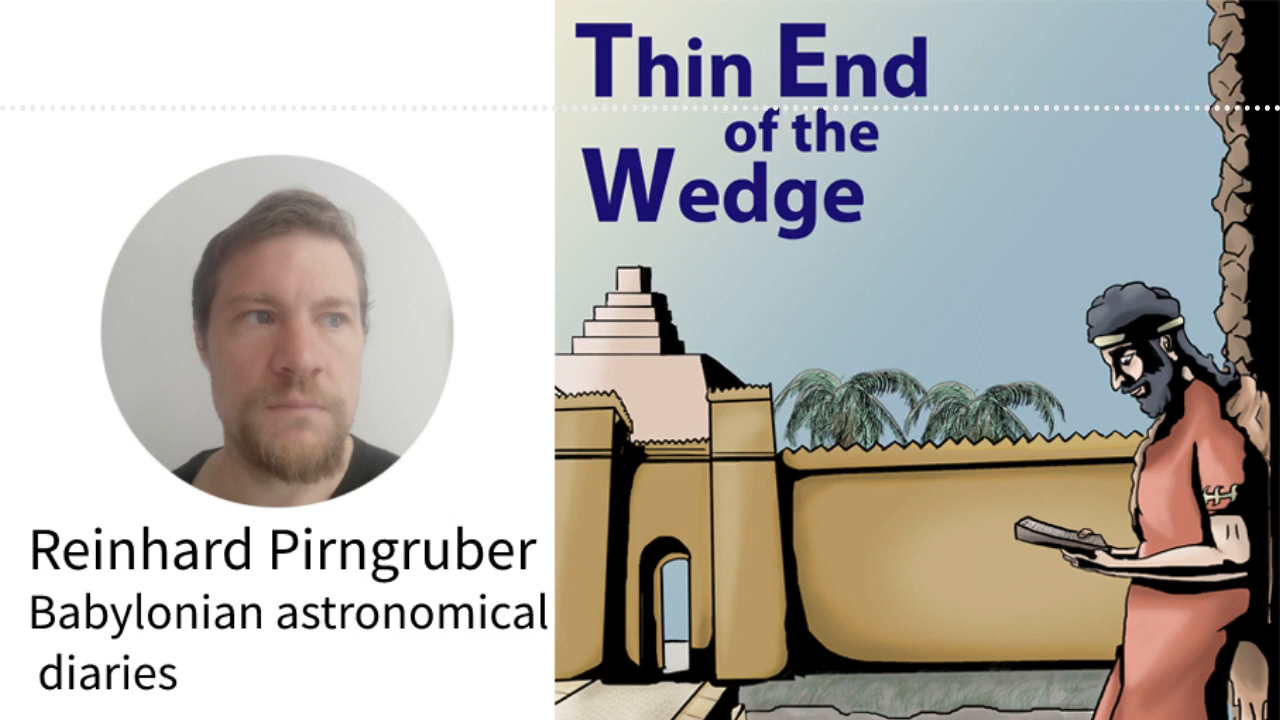 Thin End
of the
Wedge
Reinhard Pirngruber
Babylonian astronomical
diaries